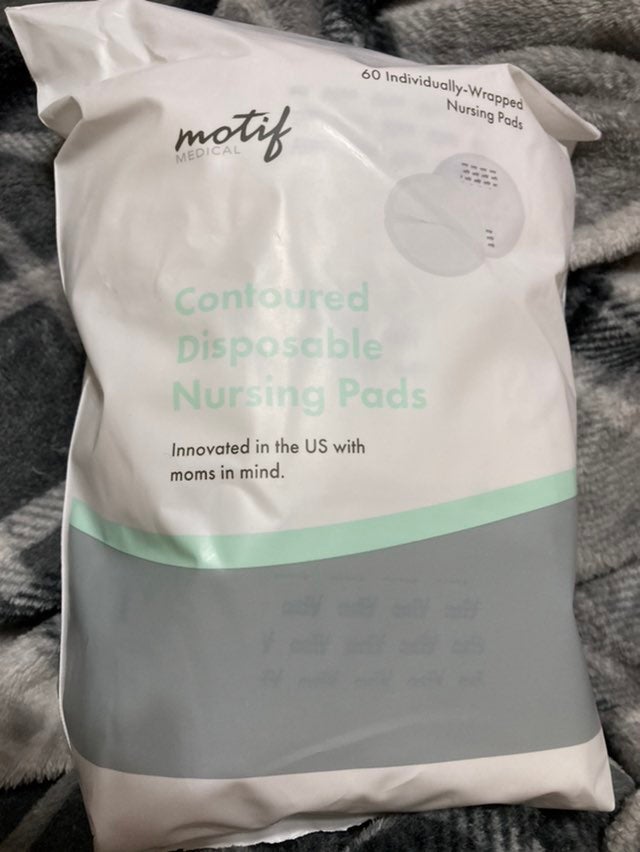 60 Individually-Wrapped
Nursing Pads
motif
MEDICAL
Contoured
Disposable
Nursing Pads
Innovated in the US with
moms in mind.